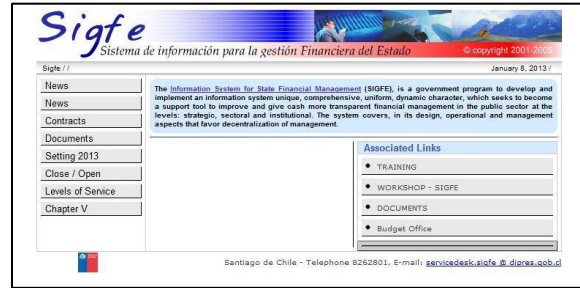 Sigfe
Sistema de información para la gestión Financiera del Estado
© copyright 2001-2005
Sigfe / /
January 8, 2013 /
News
News
Contracts
Documents
Setting 2013
Close / Open
Levels of Service
Chapter V
The Information System for State Financial Management (SIGFE), is a government program to develop and
implement an information system unique, comprehensive, uniform, dynamic character, which seeks to become
a support tool to improve and give cash more transparent financial management in the public sector at the
levels: strategic, sectoral and institutional. The system covers, in its design, operational and management
aspects that favor decentralization of management.
Associated Links
TRAINING
WORKSHOP - SIGFE
DOCUMENTS
Budget Office
Santiago de Chile - Telephone 8262801, E-mail: servicedesk.sigfe @ dipres.gob.cl